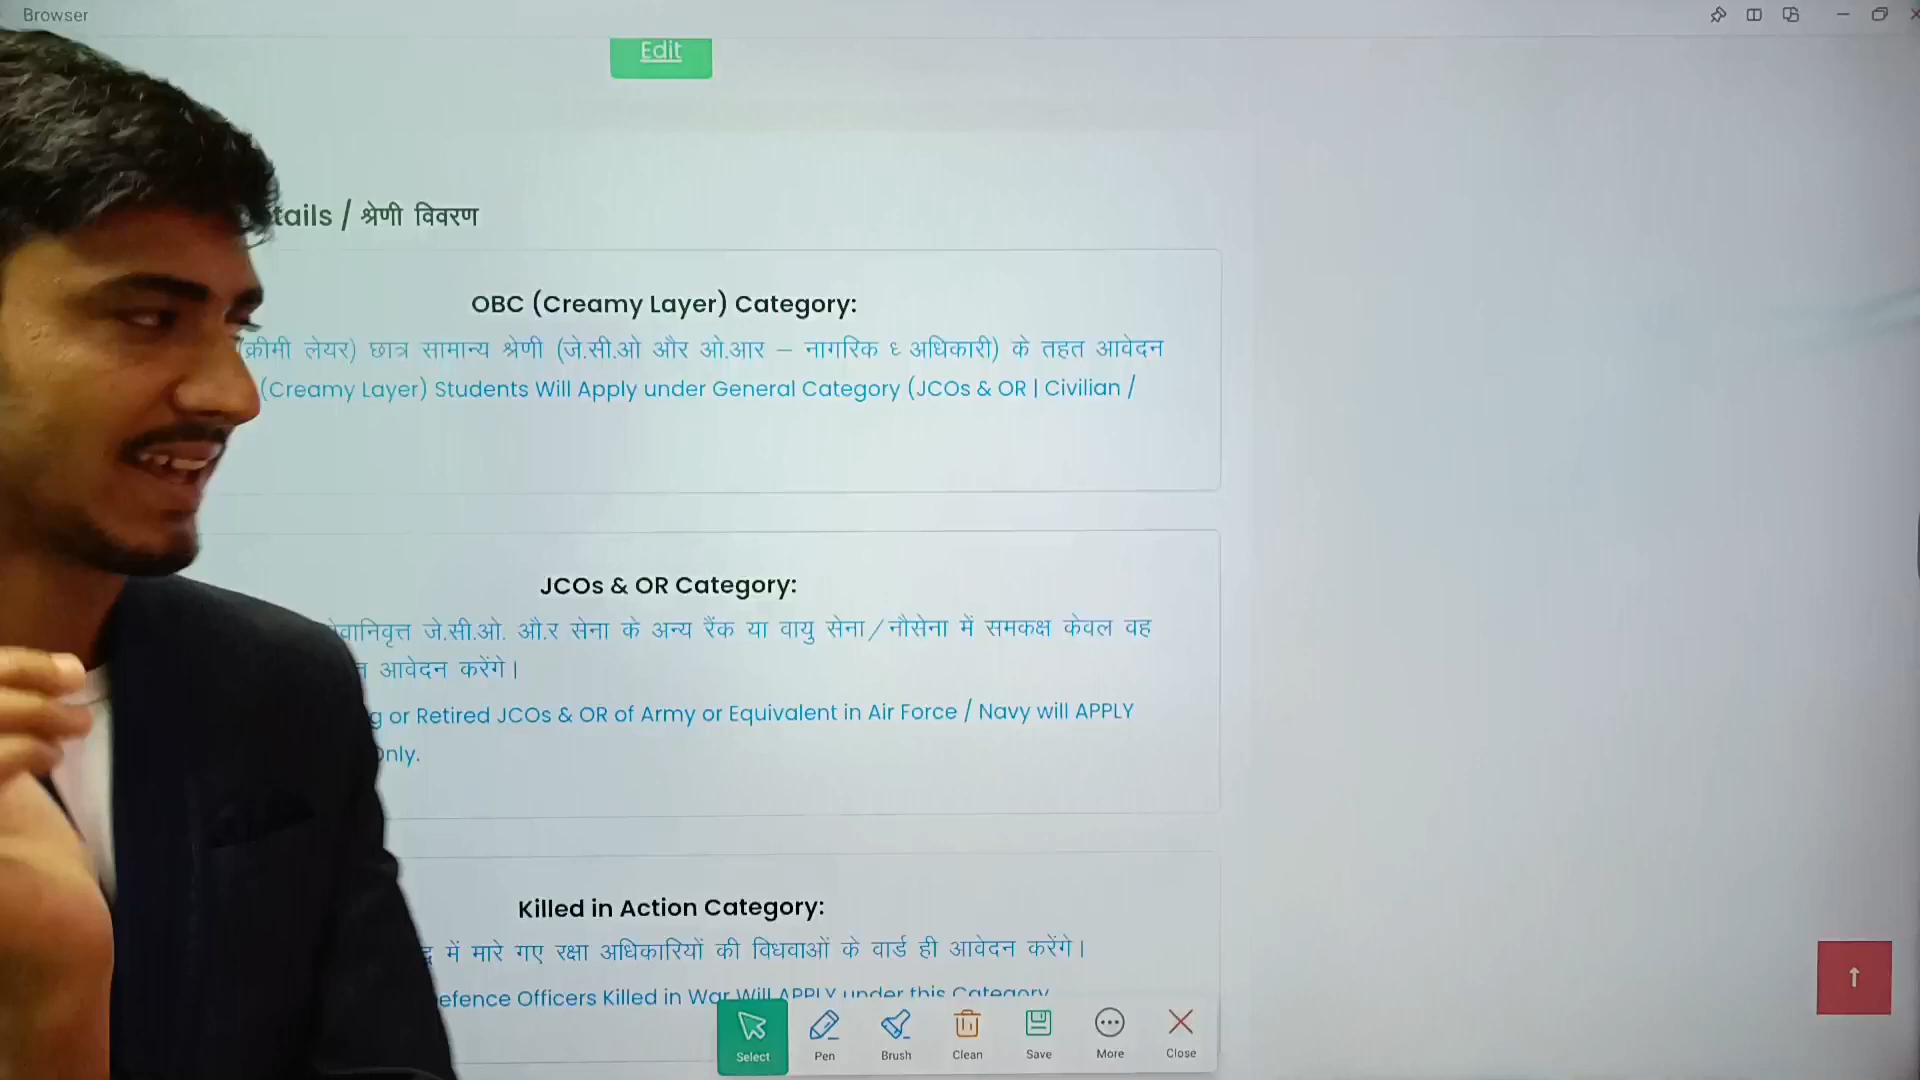 Browser
Edit
tails / श्रेणी विवरण
OBC (Creamy Layer) Category:
(क्रीमी लेयर) छात्र सामान्य श्रेणी (जे.सी.ओ और ओ.आर – नागरिक ६ अधिकारी) के तहत आवेदन
(Creamy Layer) Students Will Apply under General Category (JCOs & OR | Civilian /
JCOs & OR Category:
वानिवृत्त जे.सी.ओ. औ.र सेना के अन्य रैंक या वायु सेना/नौसेना में समकक्ष केवल वह
आवेदन करेंगे।
g or Retired JCOs & OR of Army or Equivalent in Air Force / Navy will APPLY
Only.
Killed in Action Category:
में मारे गए रक्षा अधिकारियों की विधवाओं के वार्ड ही आवेदन करेंगे।
efence Officers Killed in War Will APPLY under this Category
Select
Pen
Brush
Clean
Save
More
Close